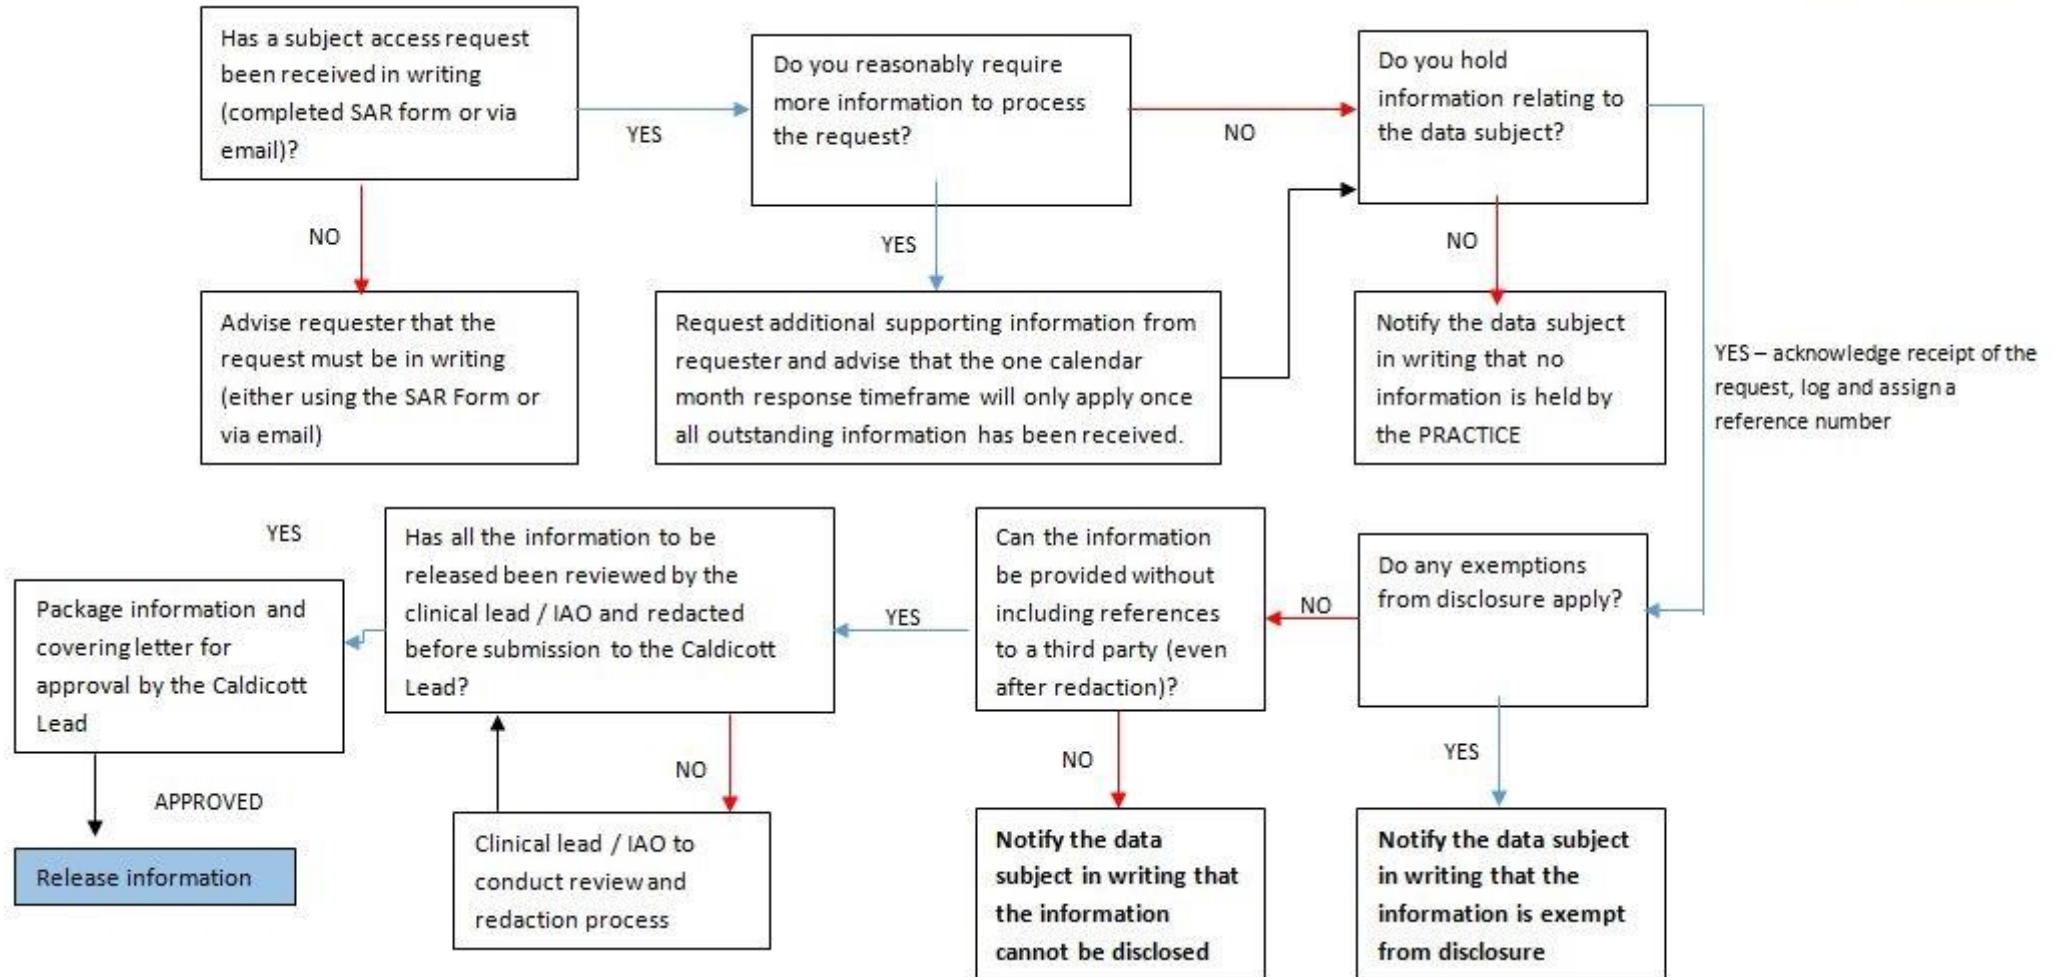 Has a subject access request
been received in writing
(completed SAR form or via
email)?
YES
Do you reasonably require
more information to process
the request?
NO
Do you hold
information relating to
the data subject?
NO
YES
NO
Advise requester that the
request must be in writing
(either using the SAR Form or
via email)
Request additional supporting information from
requester and advise that the one calendar
month response timeframe will only apply once
all outstanding information has been received.
Notify the data subject
in writing that no
information is held by
the PRACTICE
YES – acknowledge receipt of the
request, log and assign a
reference number
Do any exemptions
from disclosure apply?
NO
YES
Can the information
be provided without
including references
to a third party (even
after redaction)?
YES
NO
Has all the information to be
released been reviewed by the
clinical lead / IAO and redacted
before submission to the Caldicott
Lead?
YES
NO
Package information and
covering letter for
approval by the Caldicott
Lead
APPROVED
Release information
Clinical lead / IAO to
conduct review and
redaction process
Notify the data
subject in writing that
the information
cannot be disclosed
Notify the data subject
in writing that the
information is exempt
from disclosure